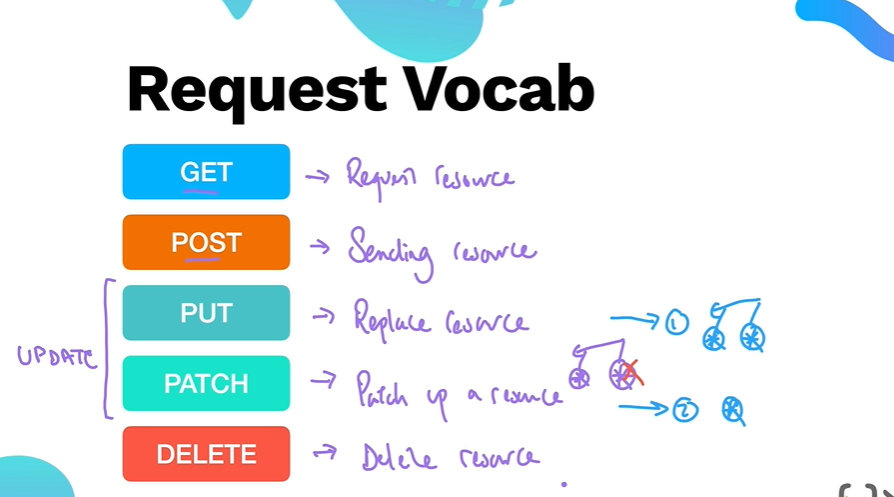 Request Vocab
GET → Request resource
POST → Sending resource
PUT → Replace resource
UPDATE
PATCH → Patch up a resource
DELETE → Delete resource
→ ①
→ ②
{ }